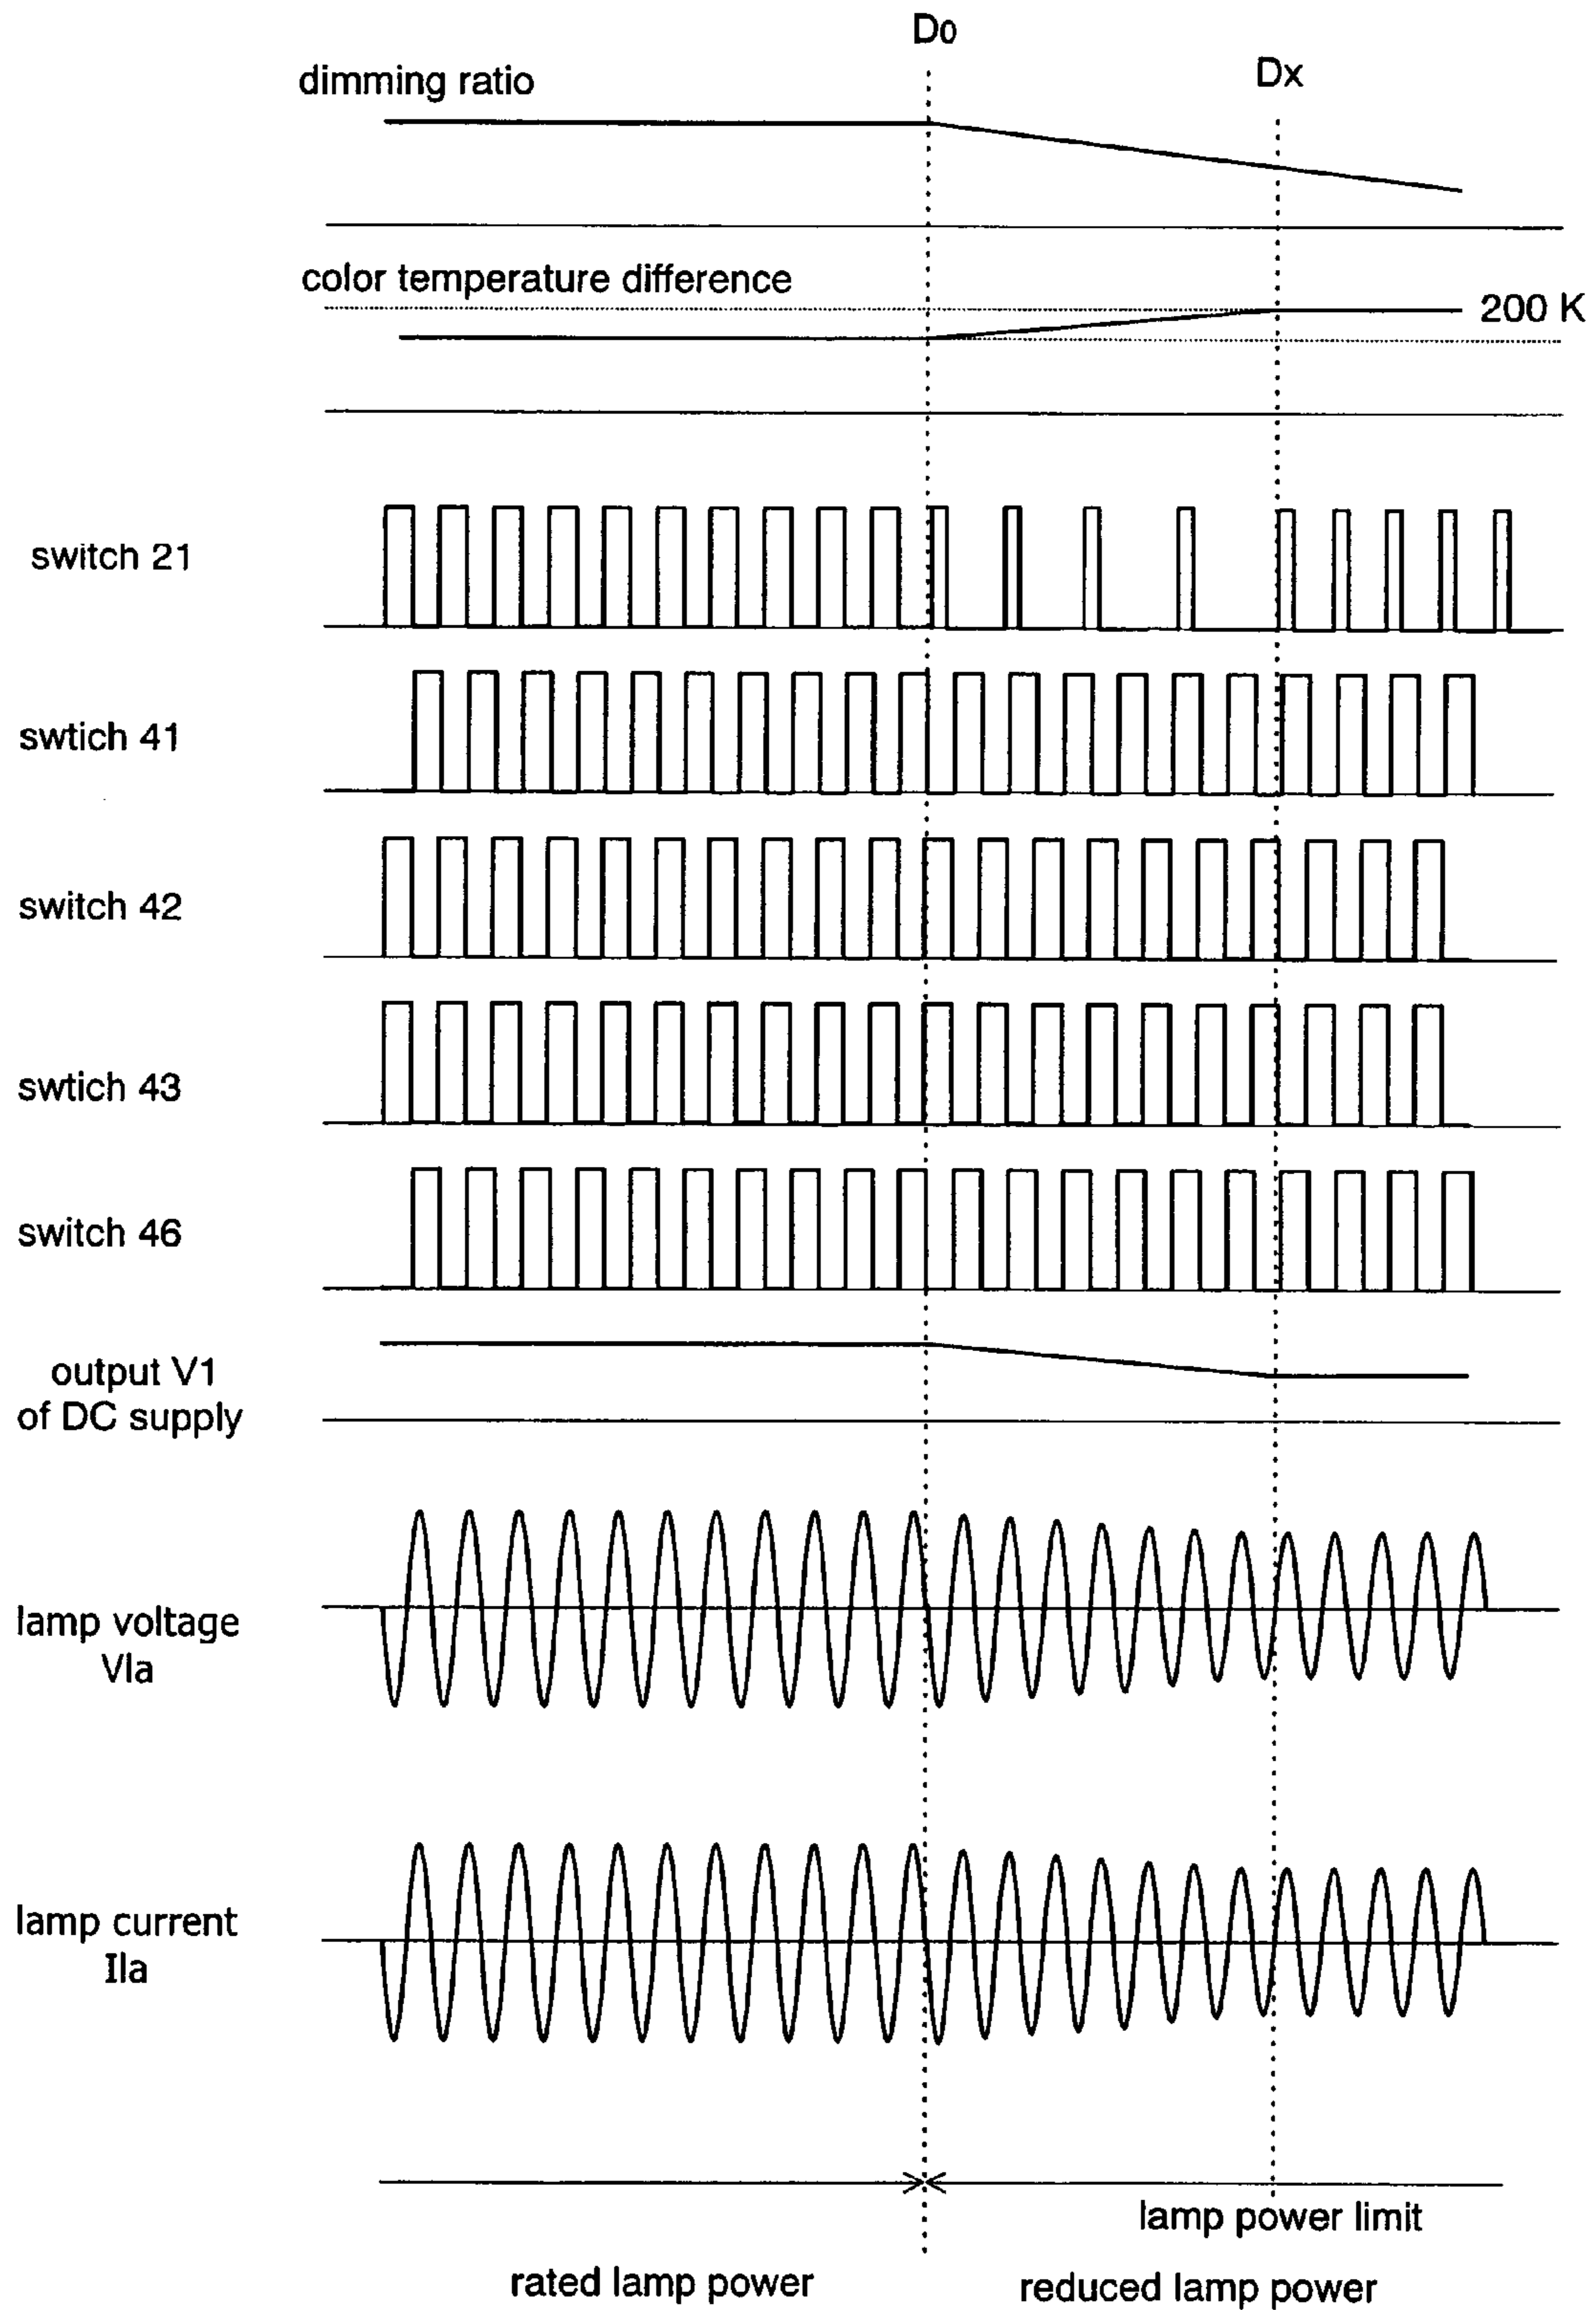 Do
dimming ratio
Dx
color temperature difference
200 K
switch 21
swtich 41
switch 42
swtich 43
switch 46
output V1
of DC supply
lamp voltage
Vla
lamp current
Ila
lamp power limit
rated lamp power
reduced lamp power